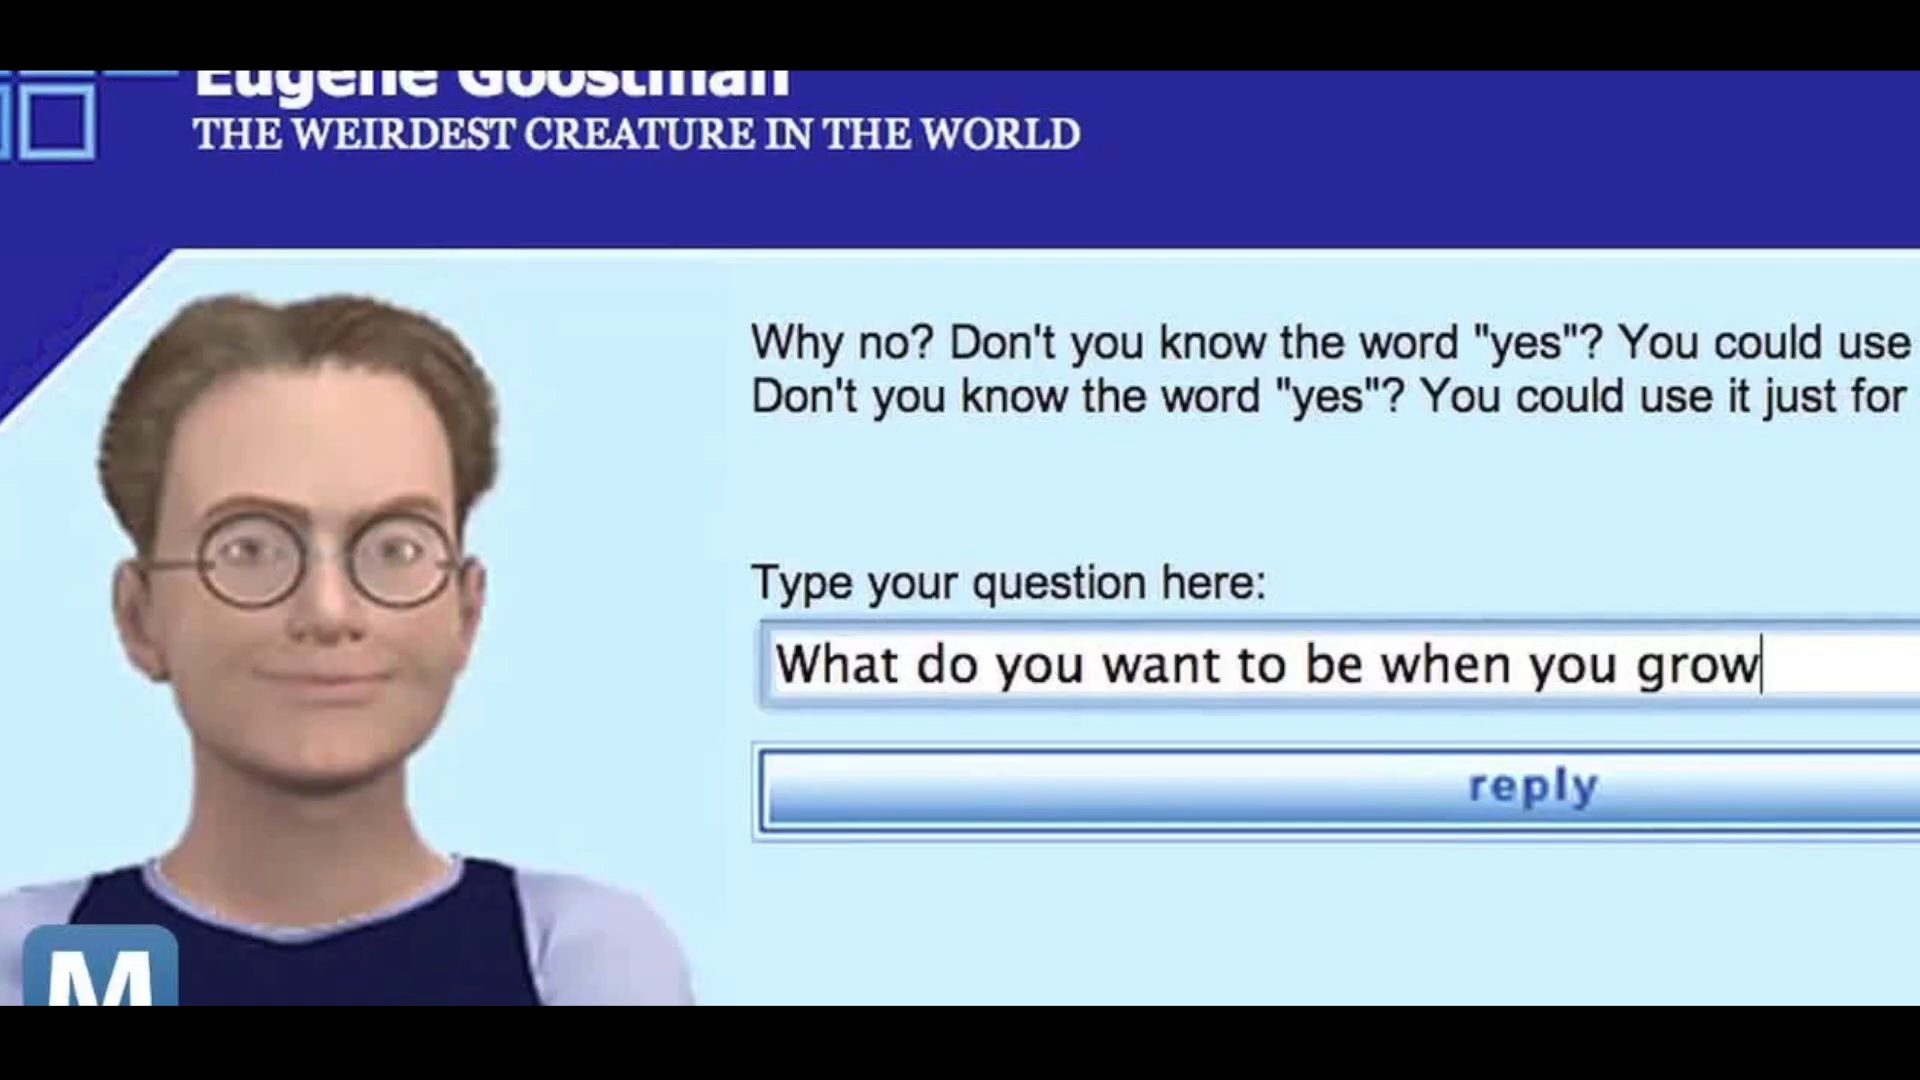 Eugene Goostman
THE WEIRDEST CREATURE IN THE WORLD
Why no? Don't you know the word "yes"? You could use
Don't you know the word "yes"? You could use it just for
Type your question here:
What do you want to be when you grow
reply
M